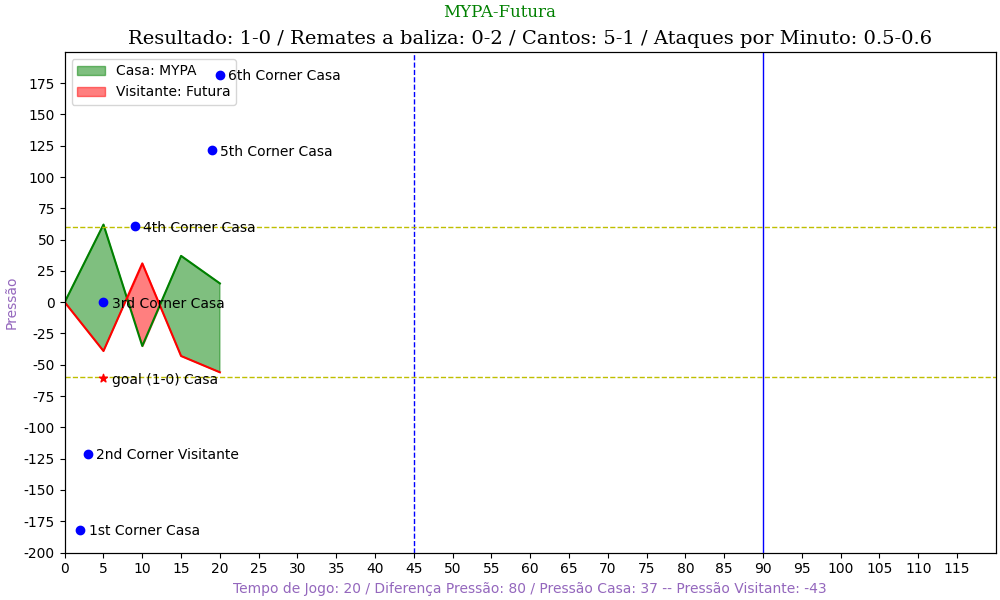 MYPA-Futura
Resultado: 1-0 / Remates a baliza: 0-2 / Cantos: 5-1 / Ataques por Minuto: 0.5-0.6
Casa: MYPA
Visitante: Futura
6th Corner Casa
5th Corner Casa
4th Corner Casa
3rd Corner Casa
goal (1-0) Casa
2nd Corner Visitante
1st Corner Casa
Pressão
175
150
125
100
75
50
25
0
-25
-50
-75
-100
-125
-150
-175
-200
0 5 10 15 20 25 30 35 40 45 50 55 60 65 70 75 80 85 90 95 100 105 110 115
Tempo de Jogo: 20 / Diferença Pressão: 80 / Pressão Casa: 37 -- Pressão Visitante: -43